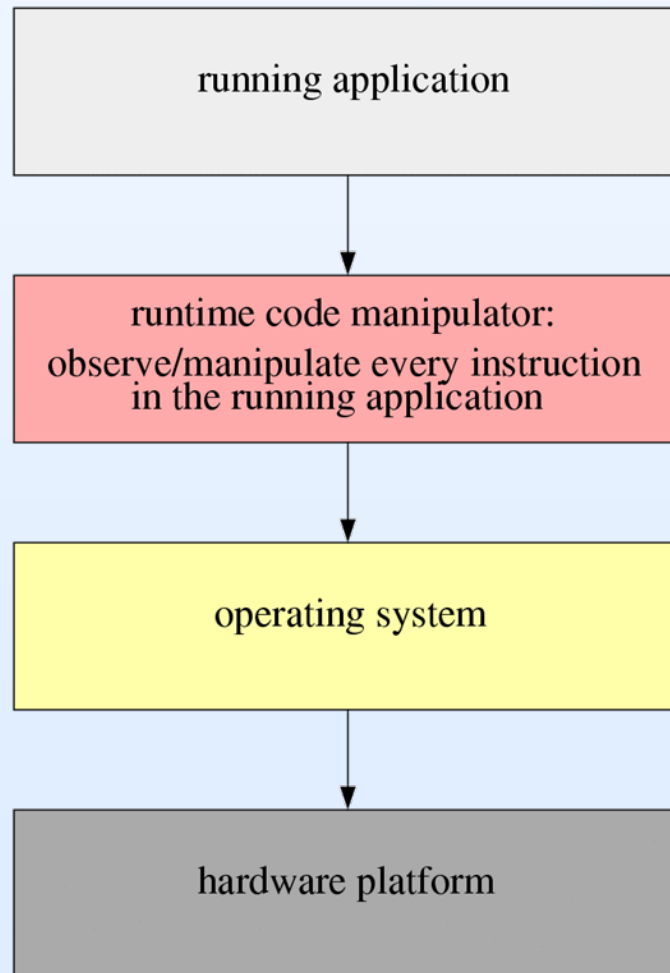 running application
runtime code manipulator:
observe/manipulate every instruction
in the running application
operating system
hardware platform